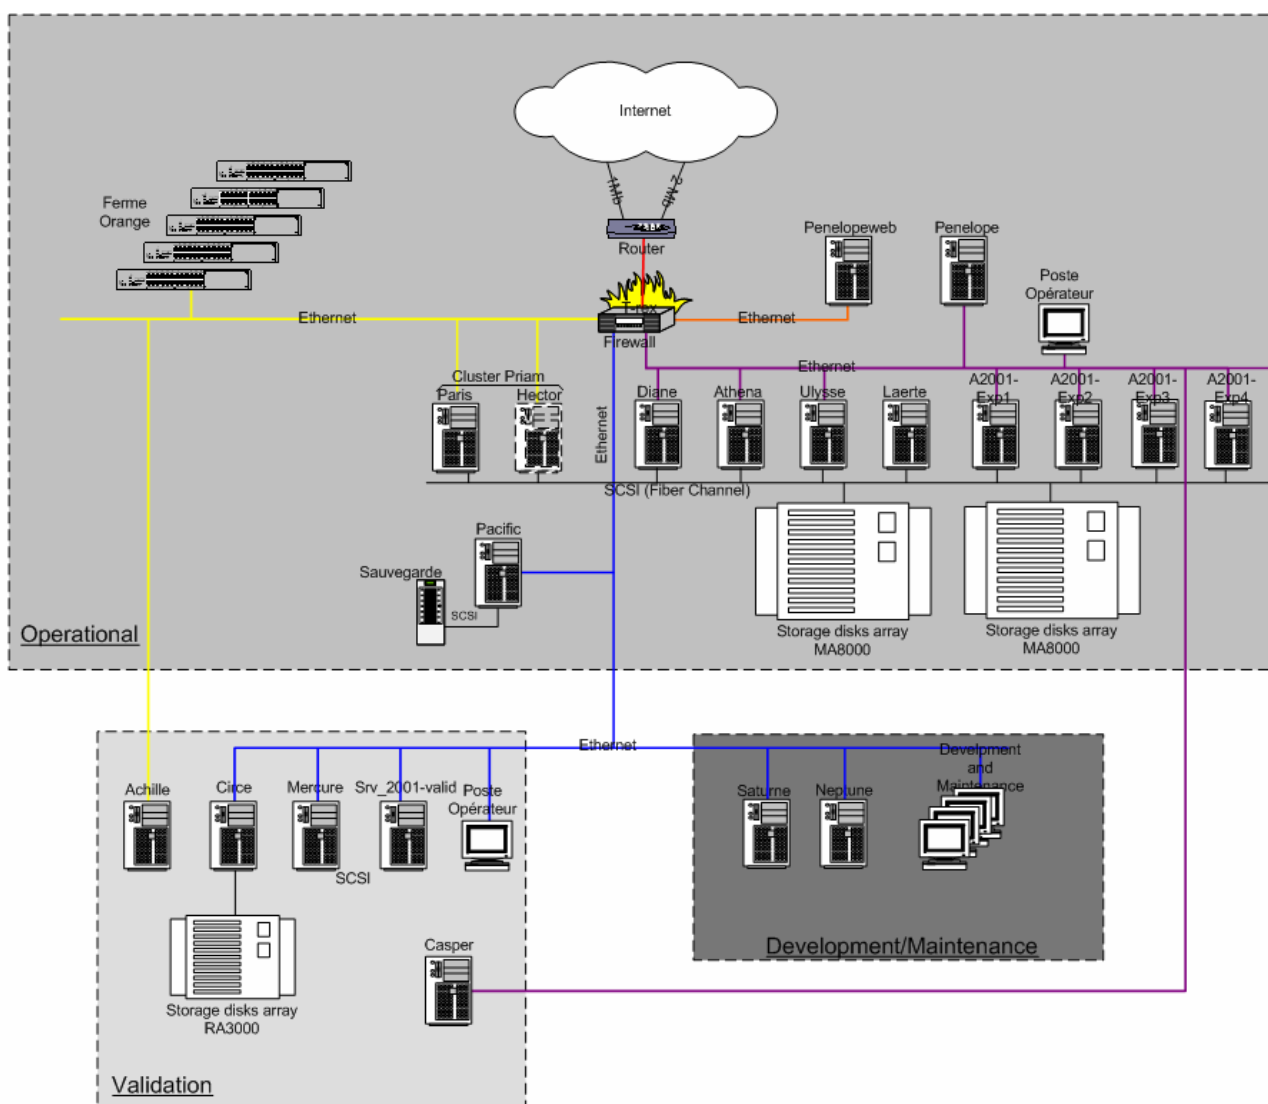 Internet
1Mb
2 Mb
Ferme
Orange
Router
Penelopeweb
Penelope
Poste
Opérateur
T-rex
Firewall
Ethernet
Ethernet
Ethernet
Cluster Priam
Paris
Hector
Ethernet
Diane
Athena
Ulysse
Laerte
A2001-
Exp1
A2001-
Exp2
A2001-
Exp3
A2001-
Exp4
SCSI (Fiber Channel)
Pacific
Sauvegarde
SCSI
Storage disks array
MA8000
Storage disks array
MA8000
Operational
Ethernet
Achille
Circe
Mercure
Srv_2001-valid
Poste
Opérateur
SCSI
Saturne
Neptune
Develpment
and
Maintenance
Development/Maintenance
Casper
Storage disks array
RA3000
Validation